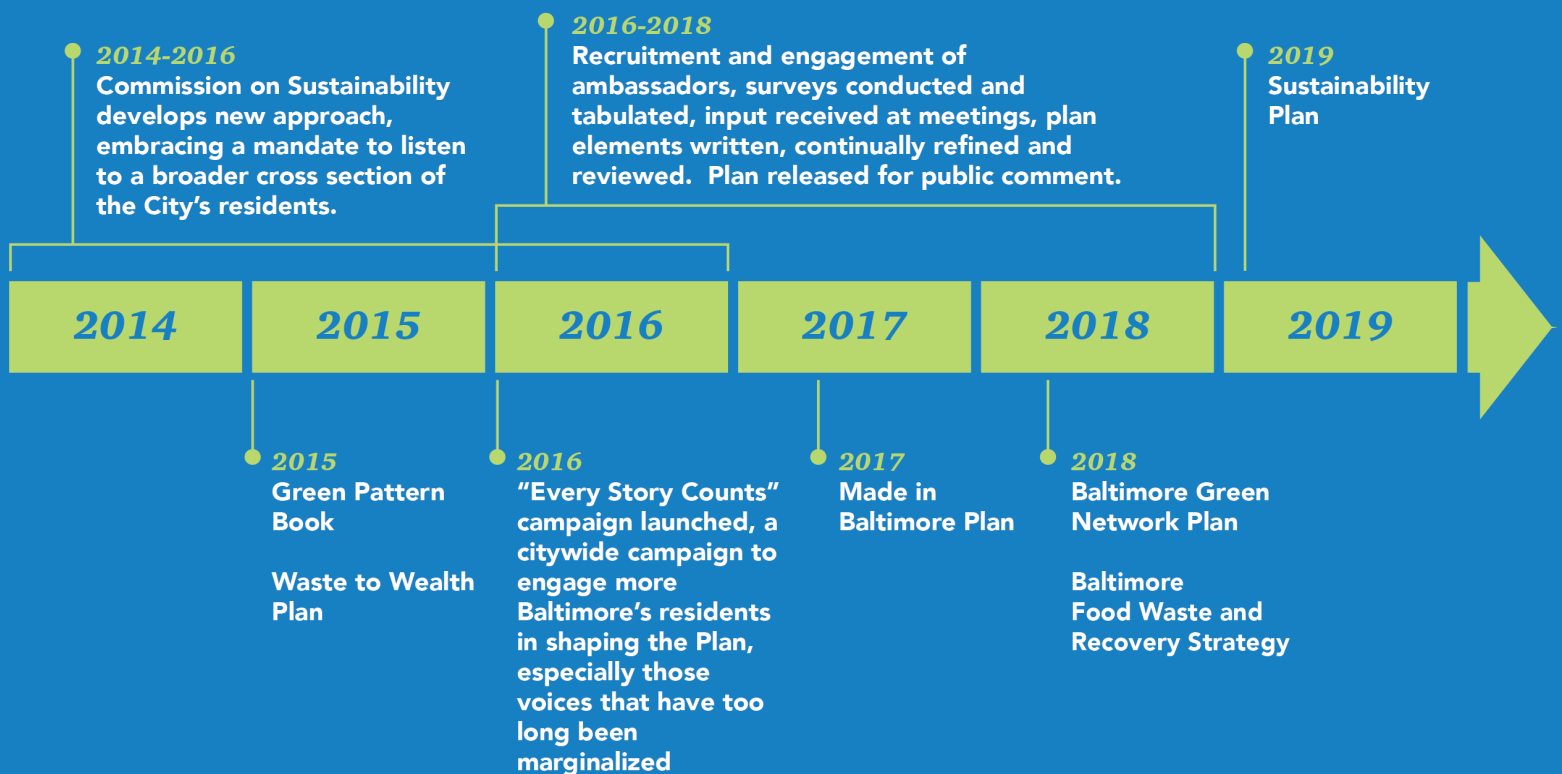 2014-2016
Commission on Sustainability
develops new approach,
embracing a mandate to listen
to a broader cross section of
the City’s residents.
2016-2018
Recruitment and engagement of
ambassadors, surveys conducted and
tabulated, input received at meetings, plan
elements written, continually refined and
reviewed.  Plan released for public comment.
2019
Sustainability
Plan
2014
2015
2016
2017
2018
2019
2015
Green Pattern
Book
Waste to Wealth
Plan
2016
“Every Story Counts”
campaign launched, a
citywide campaign to
engage more
Baltimore’s residents
in shaping the Plan,
especially those
voices that have too
long been
marginalized
2017
Made in
Baltimore Plan
2018
Baltimore Green
Network Plan
Baltimore
Food Waste and
Recovery Strategy